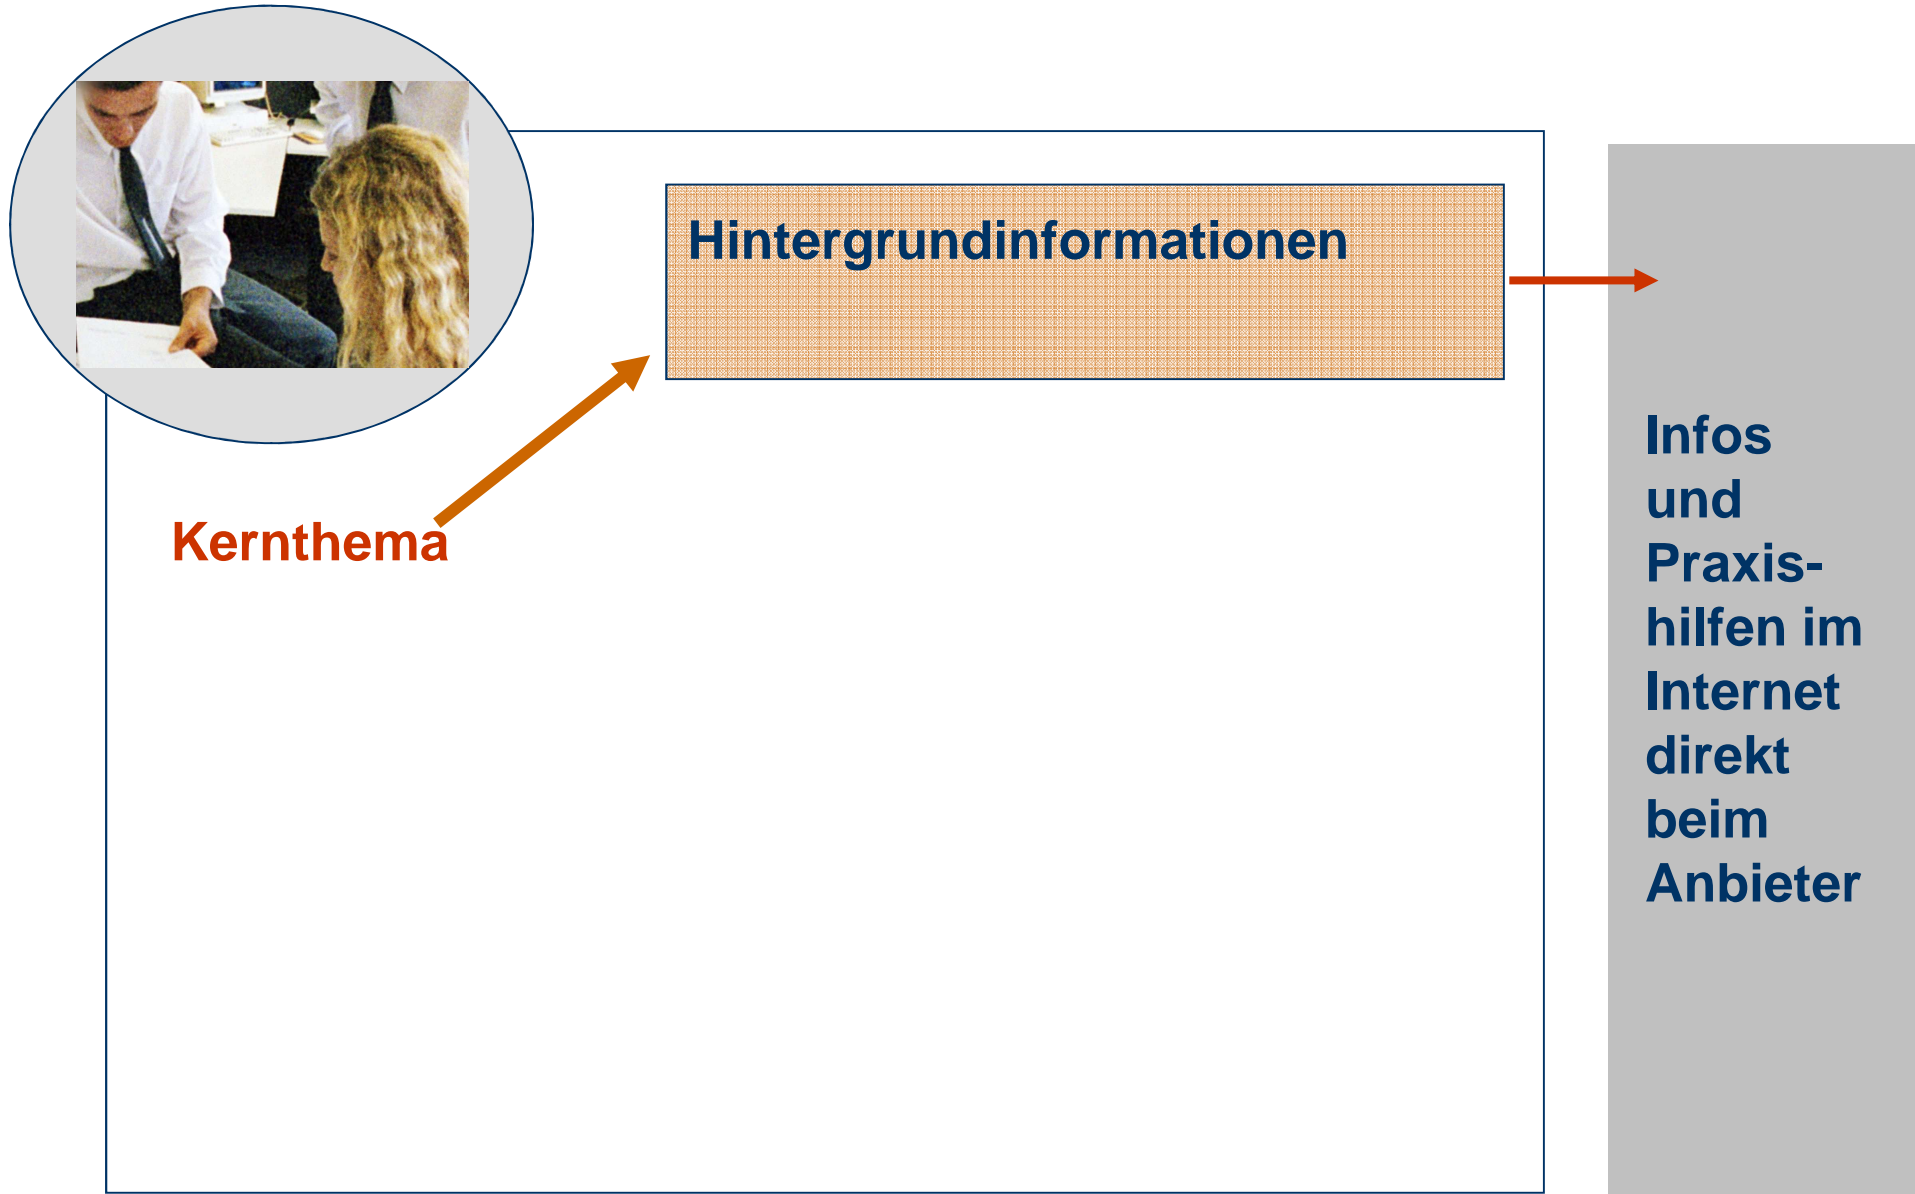 Hintergrundinformationen
Kernthema
Infos
und
Praxis-
hilfen im
Internet
direkt
beim
Anbieter